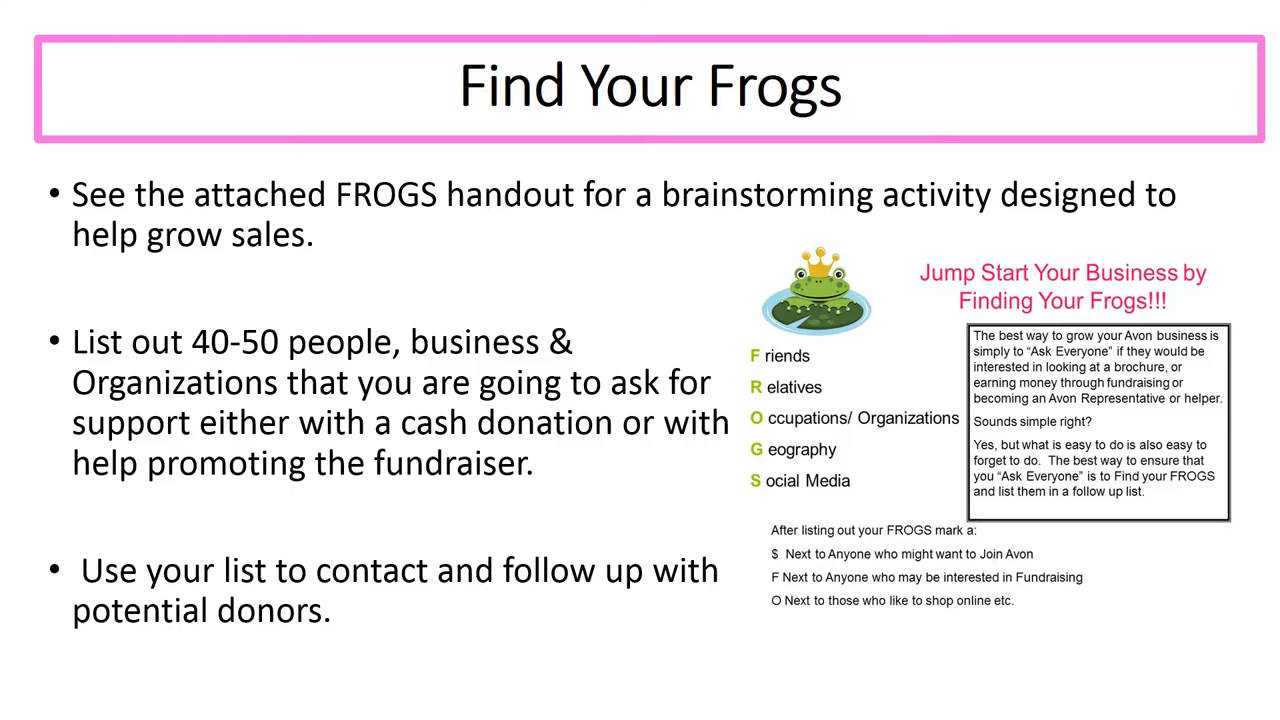 Find Your Frogs
• See the attached FROGS handout for a brainstorming activity designed to
help grow sales.
• List out 40-50 people, business &
Organizations that you are going to ask for
support either with a cash donation or with
help promoting the fundraiser.
• Use your list to contact and follow up with
potential donors.
Jump Start Your Business by
Finding Your Frogs!!!
F riends
R elatives
O ccupations/ Organizations
G eography
S ocial Media
The best way to grow your Avon business is
simply to “Ask Everyone” if they would be
interested in looking at a brochure, or
earning money through fundraising or
becoming an Avon Representative or helper.
Sounds simple right?
Yes, but what is easy to do is also easy to
forget to do. The best way to ensure that
you “Ask Everyone” is to Find your FROGS
and list them in a follow up list.
After listing out your FROGS mark a:
$ Next to Anyone who might want to Join Avon
F Next to Anyone who may be interested in Fundraising
O Next to those who like to shop online etc.